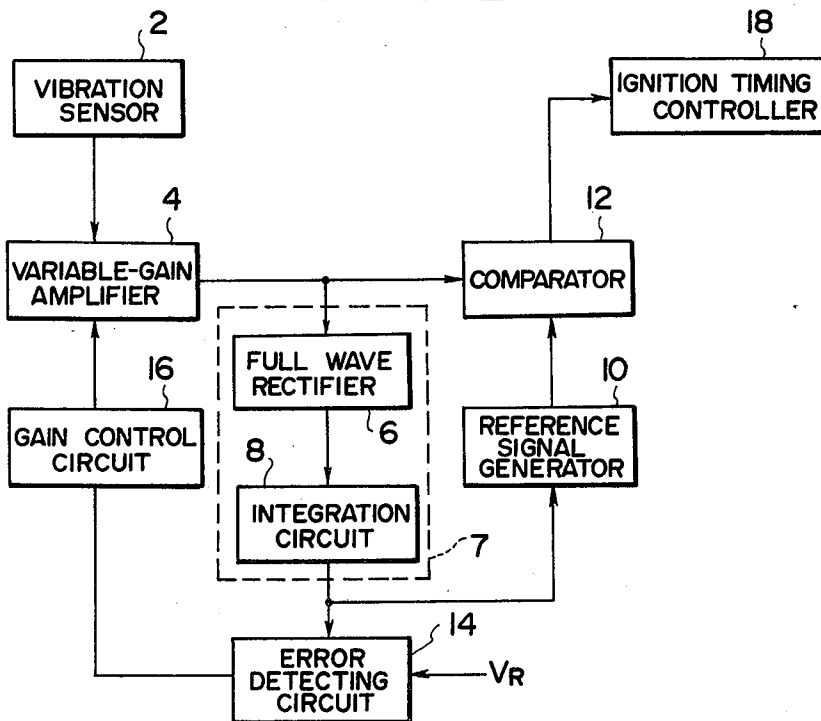 2
VIBRATION
SENSOR
18
IGNITION TIMING
CONTROLLER
4
VARIABLE-GAIN
AMPLIFIER
12
COMPARATOR
FULL WAVE
RECTIFIER
6
16
GAIN CONTROL
CIRCUIT
10
REFERENCE
SIGNAL
GENERATOR
8
INTEGRATION
CIRCUIT
7
14
ERROR
DETECTING
CIRCUIT
VR